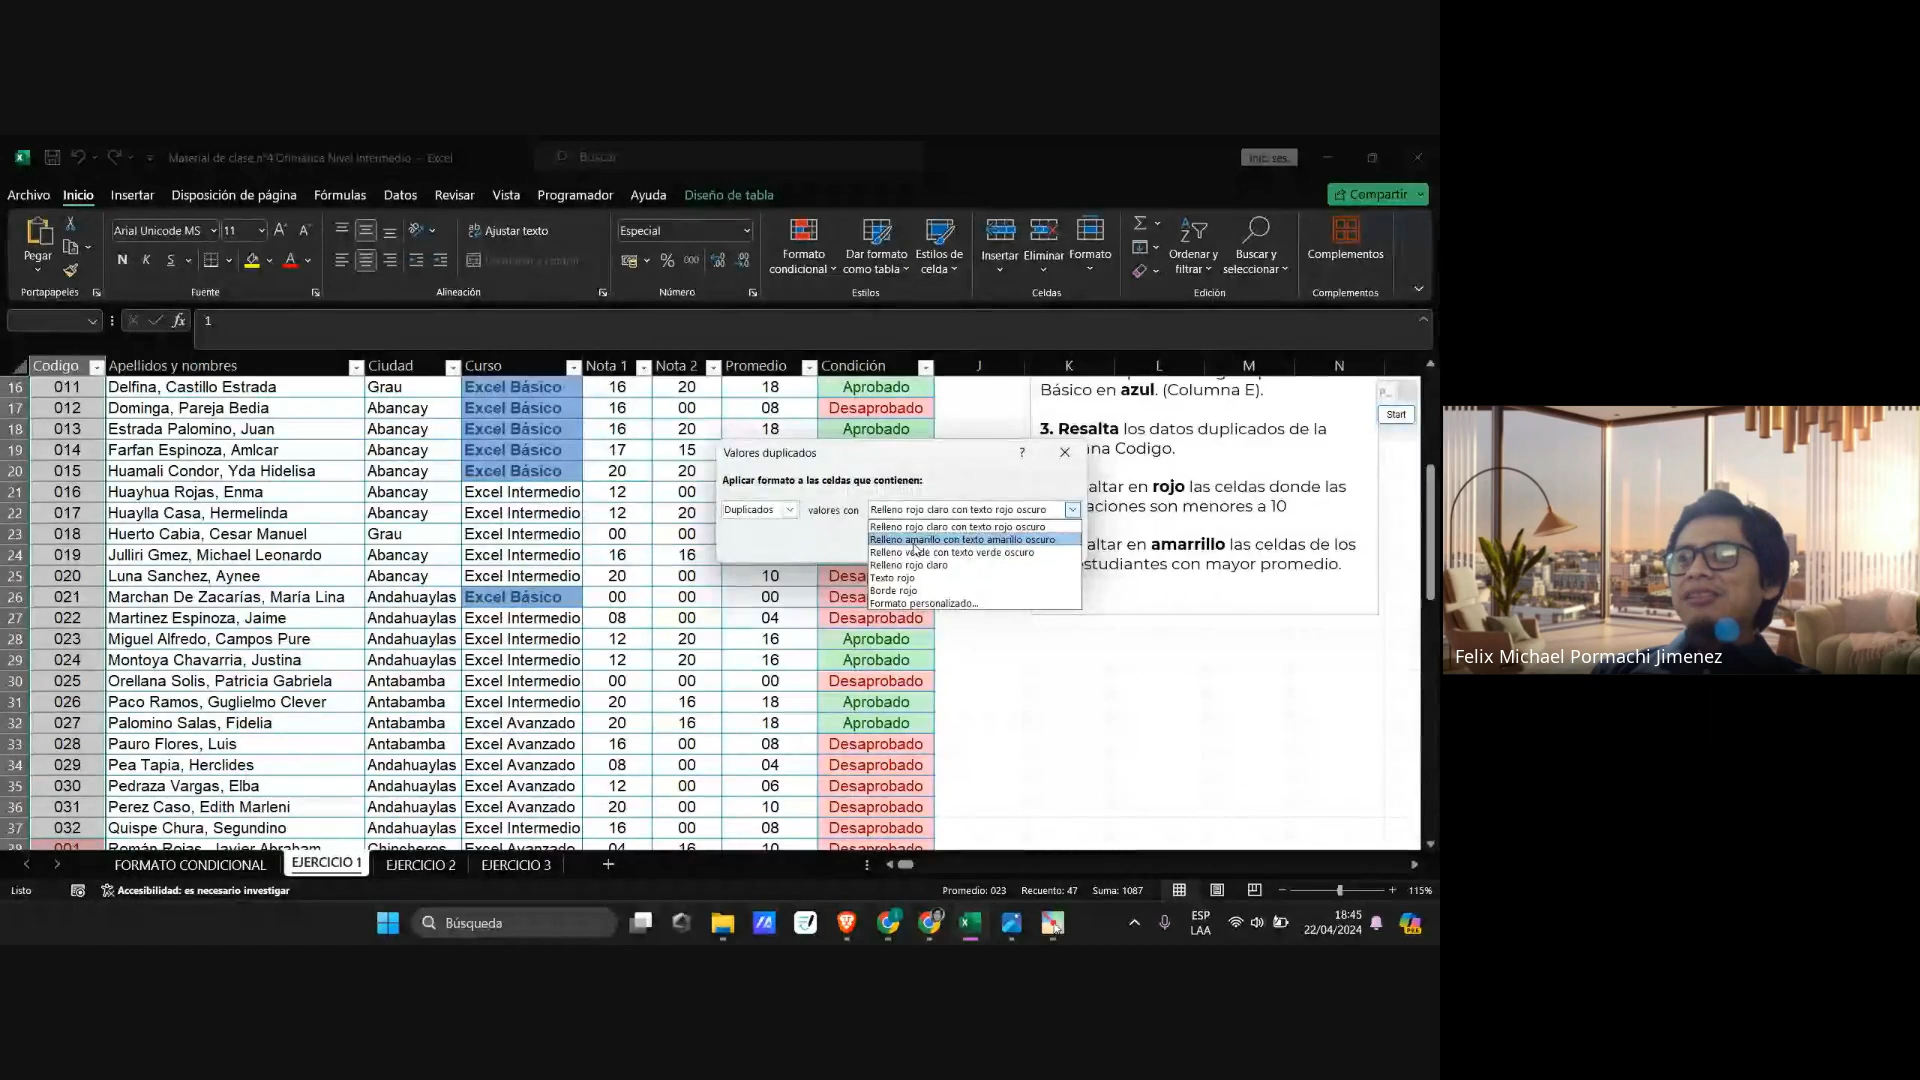 Material de clase n°4 Ofimatica Nivel Intermedio - Excel
Buscar
Inic. ses.
Archivo Inicio Insertar Disposición de página Fórmulas Datos Revisar Vista Programador Ayuda Diseño de tabla
Compartir
Pegar
Portapapeles
Arial Unicode MS 11
N K S
Fuente
Ajustar texto
Alineación
Especial
% 000
Número
Formato condicional
Dar formato como tabla
Estilos de celda
Estilos
Insertar Eliminar Formato
Celdas
Ordenar y filtrar
Buscar y seleccionar
Edición
Complementos
Complementos
fx 1
Codigo Apellidos y nombres Ciudad Curso Nota 1 Nota 2 Promedio Condición J K L M N
16 011 Delfina, Castillo Estrada Grau Excel Básico 16 20 18 Aprobado
17 012 Dominga, Pareja Bedia Abancay Excel Básico 16 00 08 Desaprobado
18 013 Estrada Palomino, Juan Abancay Excel Básico 16 20 18 Aprobado
19 014 Farfan Espinoza, Amlcar Abancay Excel Básico 17 15
20 015 Huamali Condor, Yda Hidelisa Abancay Excel Básico 20 20
21 016 Huayhua Rojas, Enma Abancay Excel Intermedio 12 00
22 017 Huaylla Casa, Hermelinda Abancay Excel Intermedio 20 00
23 018 Huerto Cabia, Cesar Manuel Grau Excel Intermedio 00 00
24 019 Julliri Gmez, Michael Leonardo Abancay Excel Intermedio 16 16
25 020 Luna Sanchez, Aynee Abancay Excel Intermedio 20 00 10 Desa
26 021 Marchan De Zacarías, María Lina Andahuaylas Excel Básico 00 00 00 Desa
27 022 Martinez Espinoza, Jaime Andahuaylas Excel Intermedio 08 00 04 Desaprobado
28 023 Miguel Alfredo, Campos Pure Andahuaylas Excel Intermedio 12 20 16 Aprobado
29 024 Montoya Chavarria, Justina Andahuaylas Excel Intermedio 12 20 16 Aprobado
30 025 Orellana Solis, Patricia Gabriela Antabamba Excel Intermedio 00 00 00 Desaprobado
31 026 Paco Ramos, Guglielmo Clever Antabamba Excel Intermedio 20 16 18 Aprobado
32 027 Palomino Salas, Fidelia Antabamba Excel Avanzado 20 16 18 Aprobado
33 028 Pauro Flores, Luis Antabamba Excel Avanzado 16 00 08 Desaprobado
34 029 Pea Tapia, Herclides Andahuaylas Excel Avanzado 08 00 04 Desaprobado
35 030 Pedraza Vargas, Elba Andahuaylas Excel Avanzado 12 00 06 Desaprobado
36 031 Perez Caso, Edith Marleni Andahuaylas Excel Avanzado 20 00 10 Desaprobado
37 032 Quispe Chura, Segundino Andahuaylas Excel Intermedio 16 00 08 Desaprobado
38 001 Román Rojas, Javier Abraham Chincheros Excel Avanzado 04 16 10 Desaprobado
Valores duplicados ?
Aplicar formato a las celdas que contienen:
Duplicados valores con Relleno rojo claro con texto rojo oscuro
Relleno rojo claro con texto rojo oscuro
Relleno amarillo con texto amarillo oscuro
Relleno verde con texto verde oscuro
Relleno rojo claro
Texto rojo
Borde rojo
Formato personalizado...
Básico en azul. (Columna E).
3. Resalta los datos duplicados de la
na Codigo.
altar en rojo las celdas donde las
aciones son menores a 10
altar en amarrillo las celdas de los
studiantes con mayor promedio.
P...
Start
Felix Michael Pormachi Jimenez
FORMATO CONDICIONAL EJERCICIO 1 EJERCICIO 2 EJERCICIO 3
Listo Accesibilidad: es necesario investigar Promedio: 023 Recuento: 47 Suma: 1087 115%
Búsqueda
ESP
LAA
18:45
22/04/2024